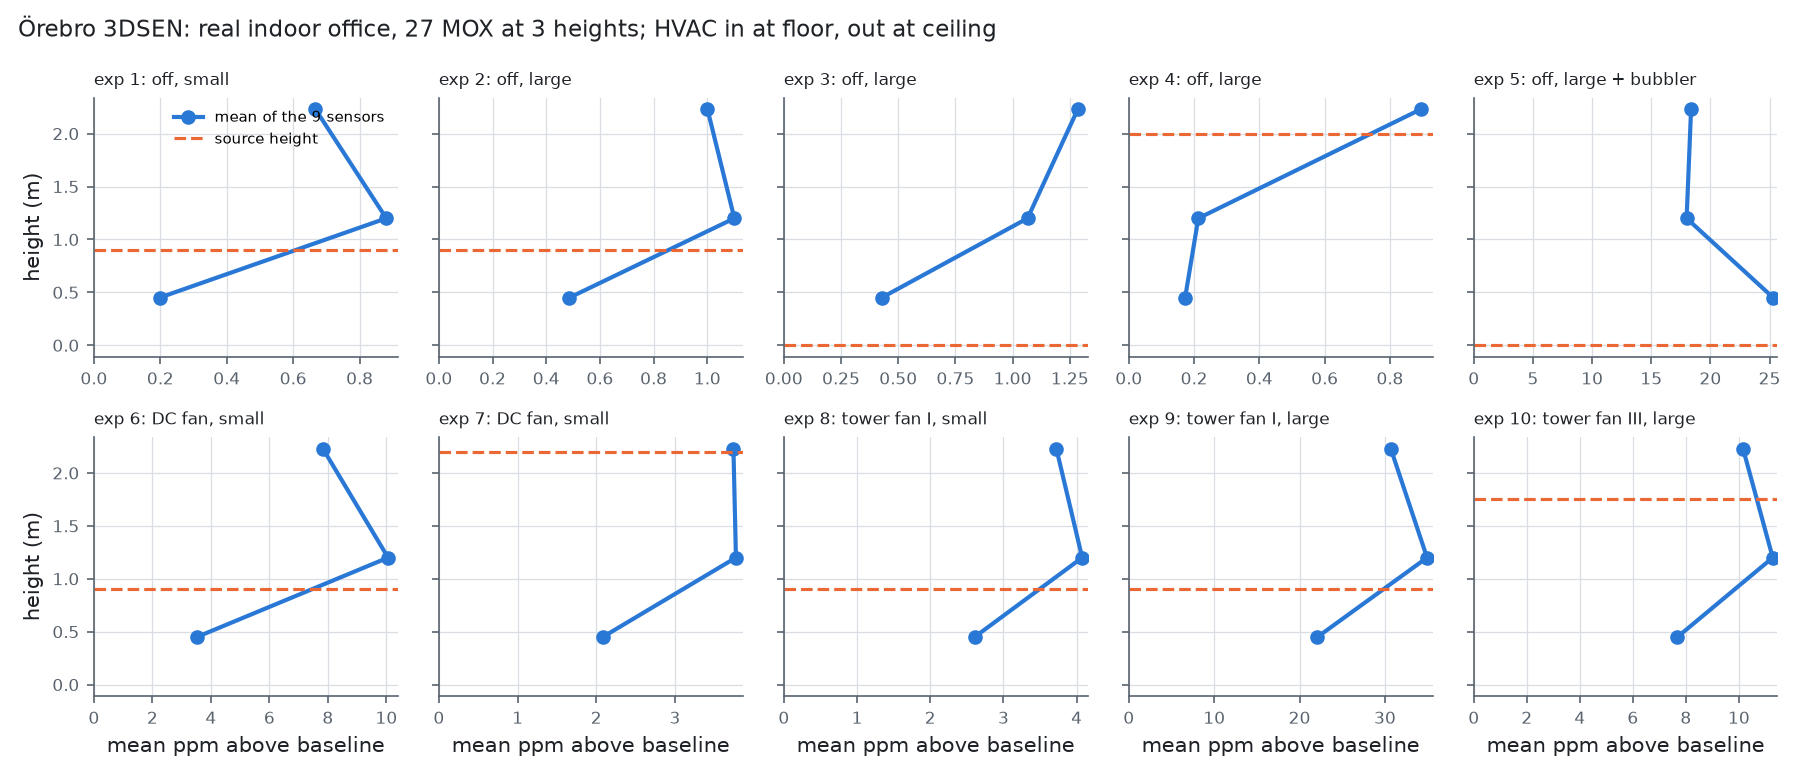 Örebro 3DSEN: real indoor office, 27 MOX at 3 heights; HVAC in at floor, out at ceiling
exp 1: off, small
exp 2: off, large
exp 3: off, large
exp 4: off, large
exp 5: off, large + bubbler
mean of the 9 sensors
source height
height (m)
2.0
1.5
1.0
0.5
0.0
0.0 0.2 0.4 0.6 0.8
0.0 0.2 0.4 0.6 0.8 1.0
0.00 0.25 0.50 0.75 1.00 1.25
0.0 0.2 0.4 0.6 0.8
0 5 10 15 20 25
exp 6: DC fan, small
exp 7: DC fan, small
exp 8: tower fan I, small
exp 9: tower fan I, large
exp 10: tower fan III, large
height (m)
2.0
1.5
1.0
0.5
0.0
0 2 4 6 8 10
0 1 2 3
0 1 2 3 4
0 10 20 30
0 2 4 6 8 10
mean ppm above baseline
mean ppm above baseline
mean ppm above baseline
mean ppm above baseline
mean ppm above baseline